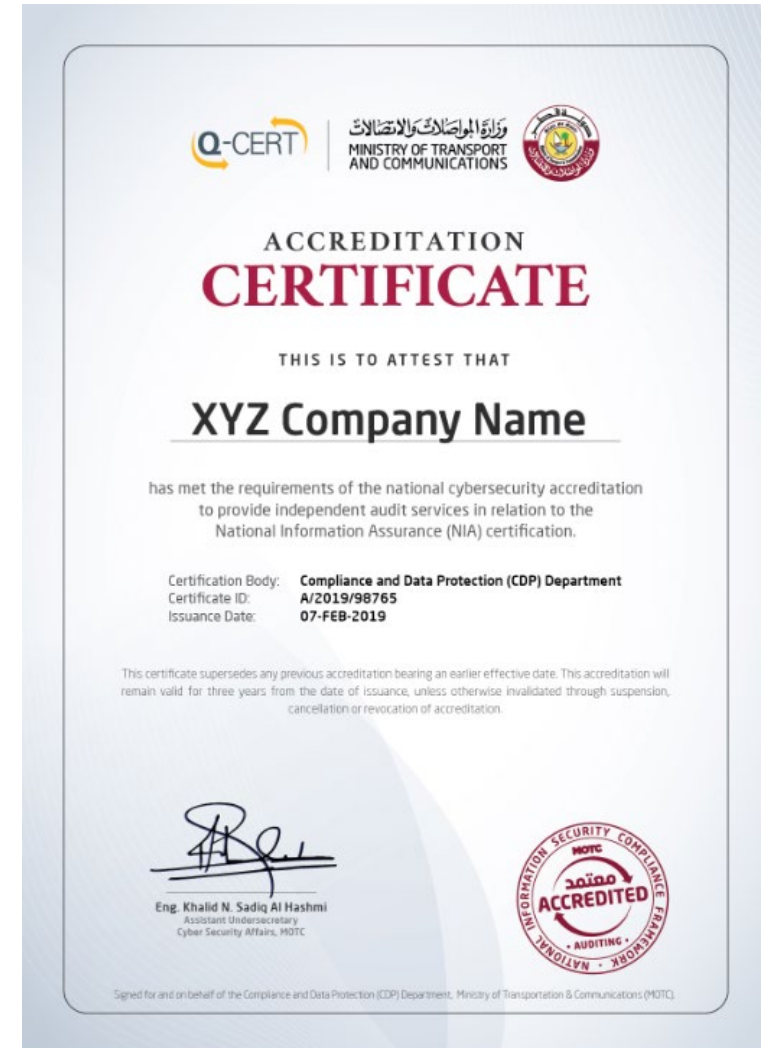 Q-CERT
وزارة المواصلات والاتصالات
MINISTRY OF TRANSPORT
AND COMMUNICATIONS
ACCREDITATION
CERTIFICATE
THIS IS TO ATTEST THAT
XYZ Company Name
has met the requirements of the national cybersecurity accreditation
to provide independent audit services in relation to the
National Information Assurance (NIA) certification.
Certification Body: Compliance and Data Protection (CDP) Department
Certificate ID: A/2019/98765
Issuance Date: 07-FEB-2019
This certificate supersedes any previous accreditation bearing an earlier effective date. This accreditation will
remain valid for three years from the date of issuance, unless otherwise invalidated through suspension,
cancellation or revocation of accreditation.
Eng. Khalid N. Sadiq Al Hashmi
Assistant Undersecretary
Cyber Security Affairs, MOTC
NATIONAL INFORMATION SECURITY COMPLIANCE FRAMEWORK
MOTC
معتمد
ACCREDITED
• AUDITING •
Signed for and on behalf of the Compliance and Data Protection (CDP) Department, Ministry of Transportation & Communications (MOTC).